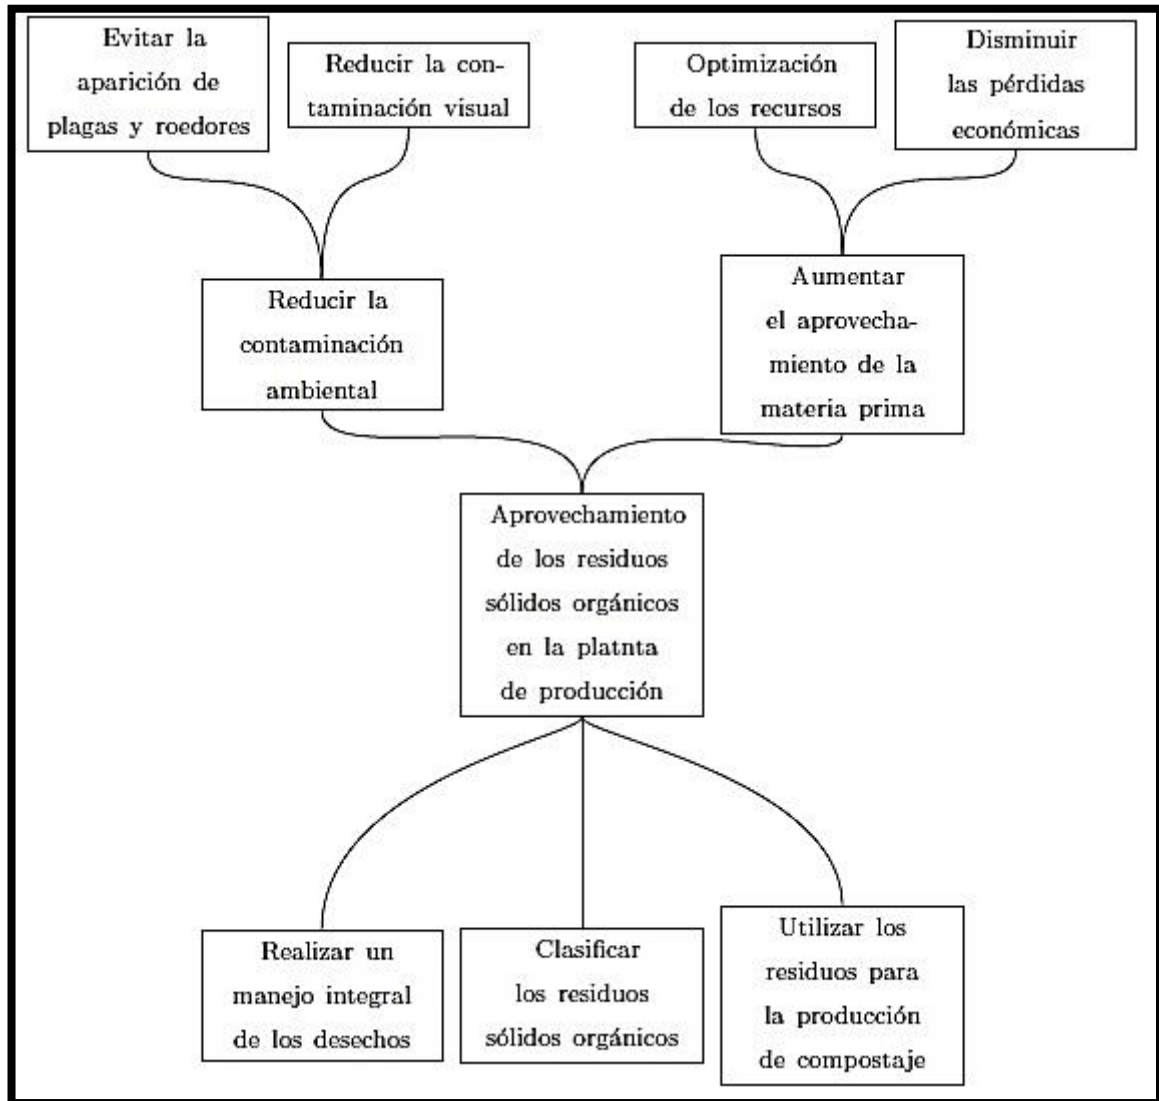 Evitar la
aparición de
plagas y roedores
Reducir la con-
taminación visual
Optimización
de los recursos
Disminuir
las pérdidas
económicas
Reducir la
contaminación
ambiental
Aumentar
el aprovecha-
miento de la
materia prima
Aprovechamiento
de los residuos
sólidos orgánicos
en la platnta
de producción
Realizar un
manejo integral
de los desechos
Clasificar
los residuos
sólidos orgánicos
Utilizar los
residuos para
la producción
de compostaje